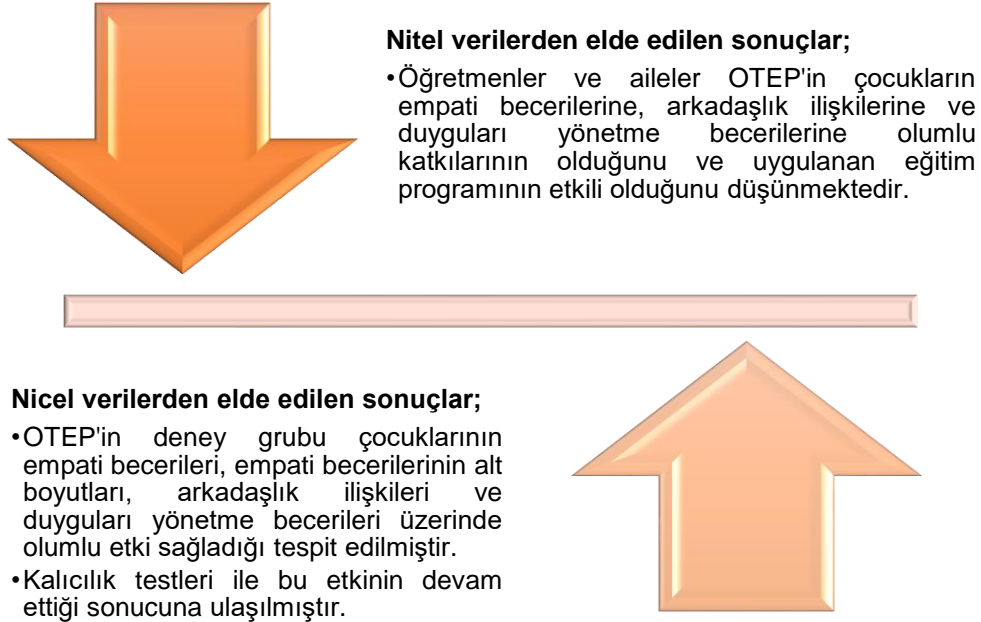 Nitel verilerden elde edilen sonuçlar;
•Öğretmenler ve aileler OTEP'in çocukların
empati becerilerine, arkadaşlık ilişkilerine ve
duyguları yönetme becerilerine olumlu
katkılarının olduğunu ve uygulanan eğitim
programının etkili olduğunu düşünmektedir.
Nicel verilerden elde edilen sonuçlar;
•OTEP'in deney grubu çocuklarının
empati becerileri, empati becerilerinin alt
boyutları, arkadaşlık ilişkileri ve
duyguları yönetme becerileri üzerinde
olumlu etki sağladığı tespit edilmiştir.
•Kalıcılık testleri ile bu etkinin devam
ettiği sonucuna ulaşılmıştır.